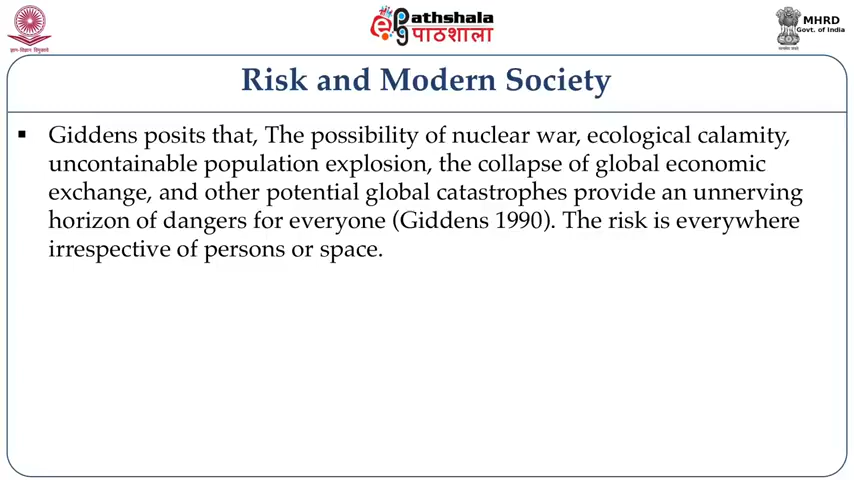 ePathshala
पाठशाला
MHRD
Govt. of India
Risk and Modern Society
▪ Giddens posits that, The possibility of nuclear war, ecological calamity,
uncontainable population explosion, the collapse of global economic
exchange, and other potential global catastrophes provide an unnerving
horizon of dangers for everyone (Giddens 1990). The risk is everywhere
irrespective of persons or space.